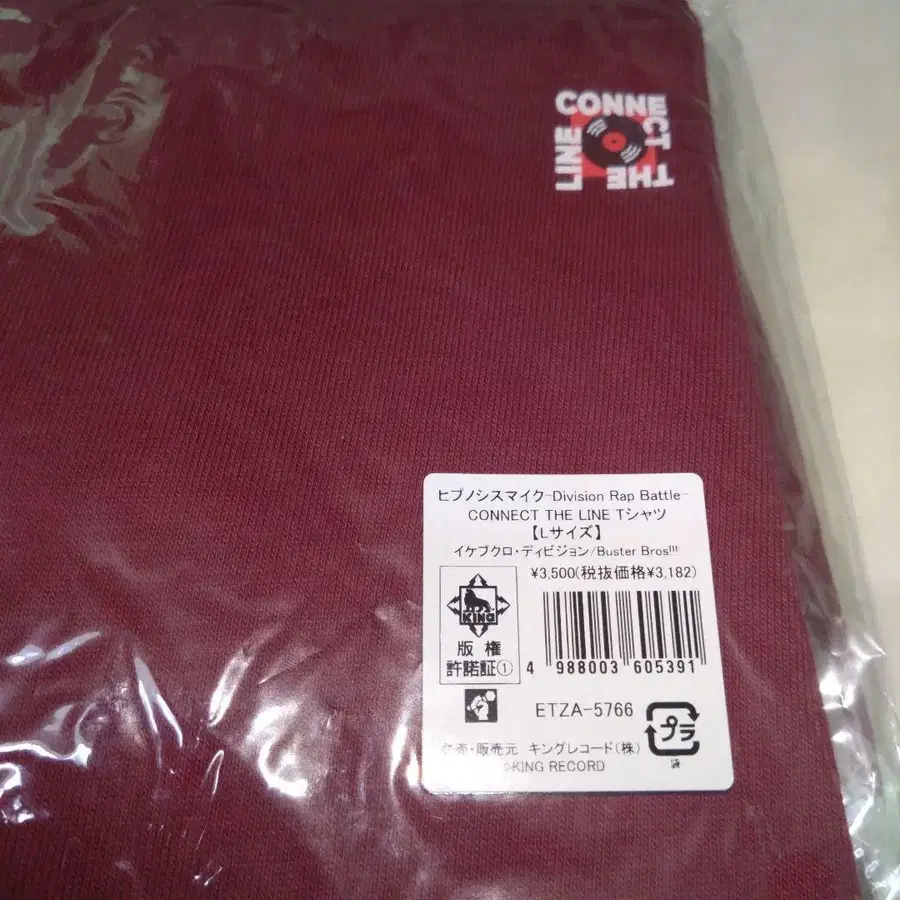 CONNECT THE LINE
ヒプノシスマイク-Division Rap Battle-
CONNECT THE LINE Tシャツ
【Lサイズ】
イケブクロ・ディビジョン/Buster Bros!!!
¥3,500(税抜価格¥3,182)
KING
版権
許諾証①
4 988003 605391
ETZA-5766
プラ
袋
発売・販売元 キングレコード(株)
©KING RECORD